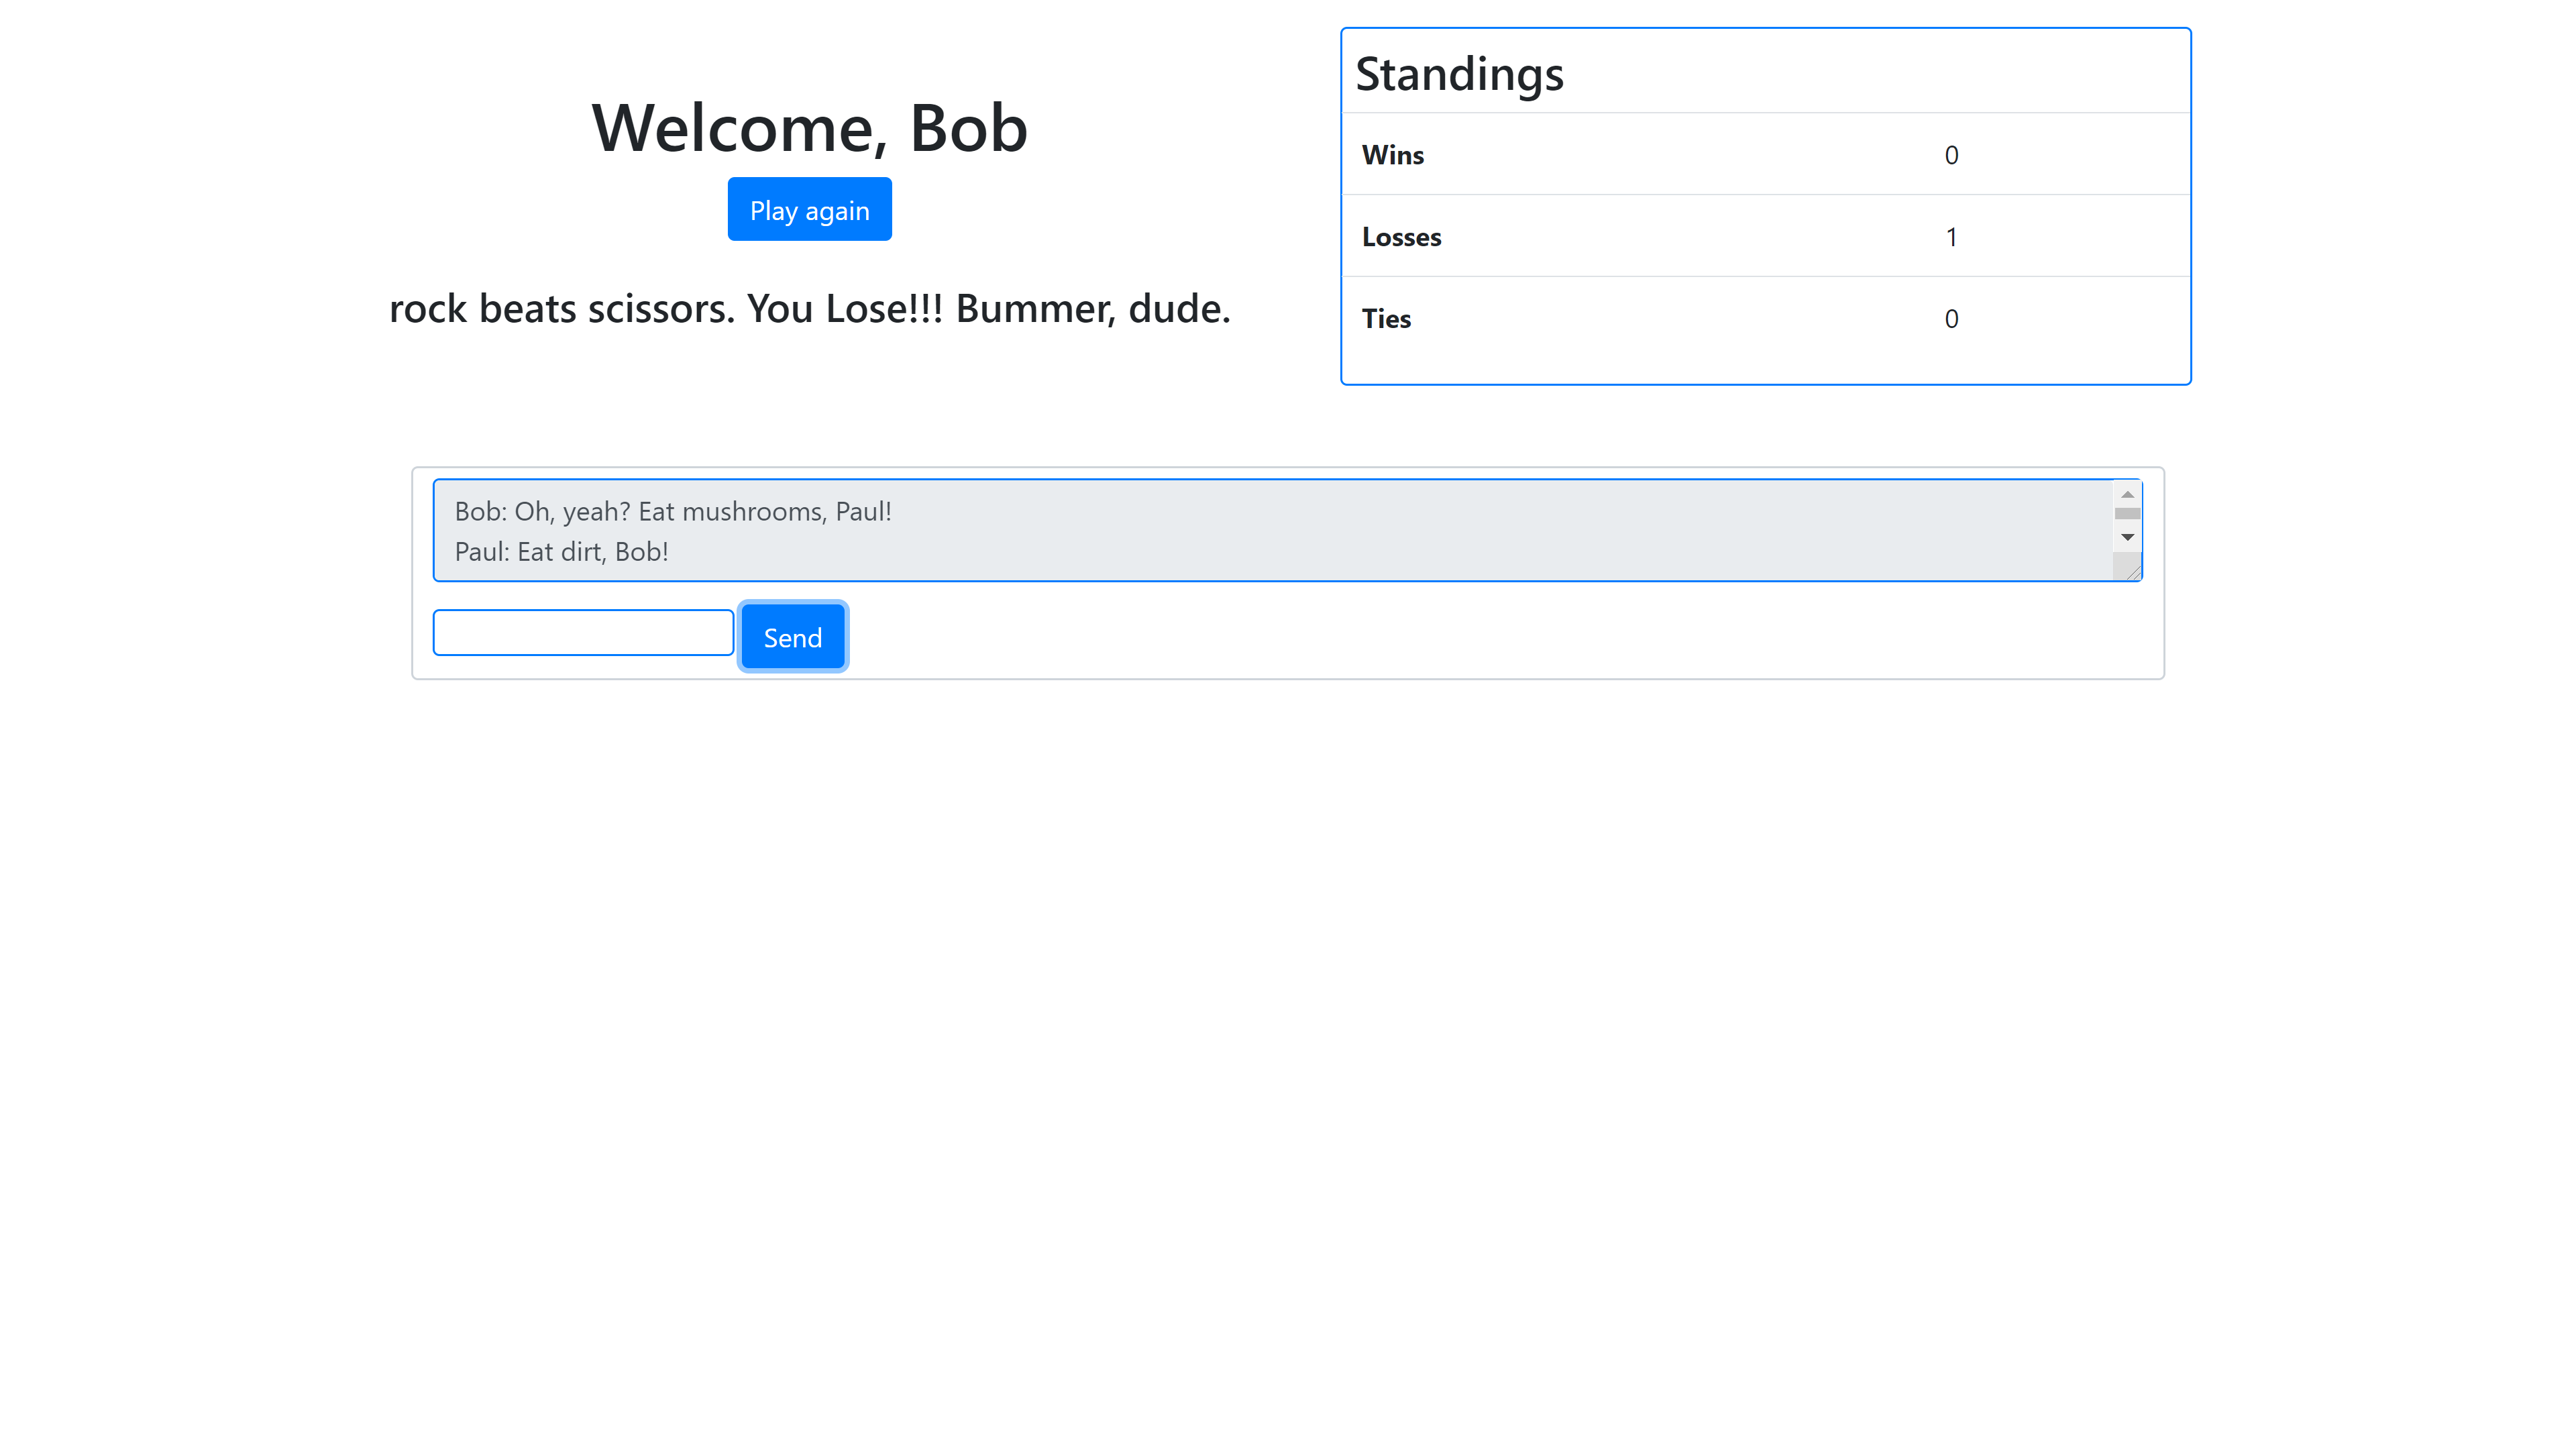 Welcome, Bob
Play again
rock beats scissors. You Lose!!! Bummer, dude.
Standings
Wins 0
Losses 1
Ties 0
Bob: Oh, yeah? Eat mushrooms, Paul!
Paul: Eat dirt, Bob!
Send